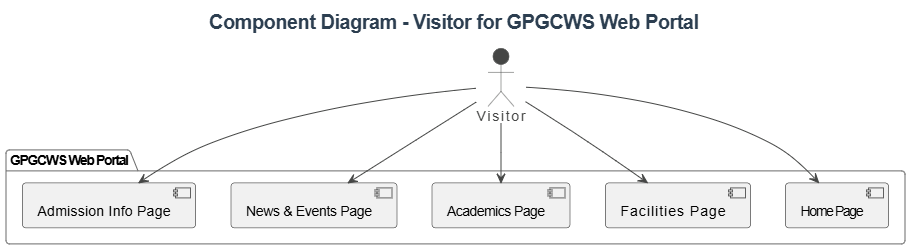 Component Diagram - Visitor for GPGCWS Web Portal
Visitor
GPGCWS Web Portal
Admission Info Page
News & Events Page
Academics Page
Facilities Page
Home Page